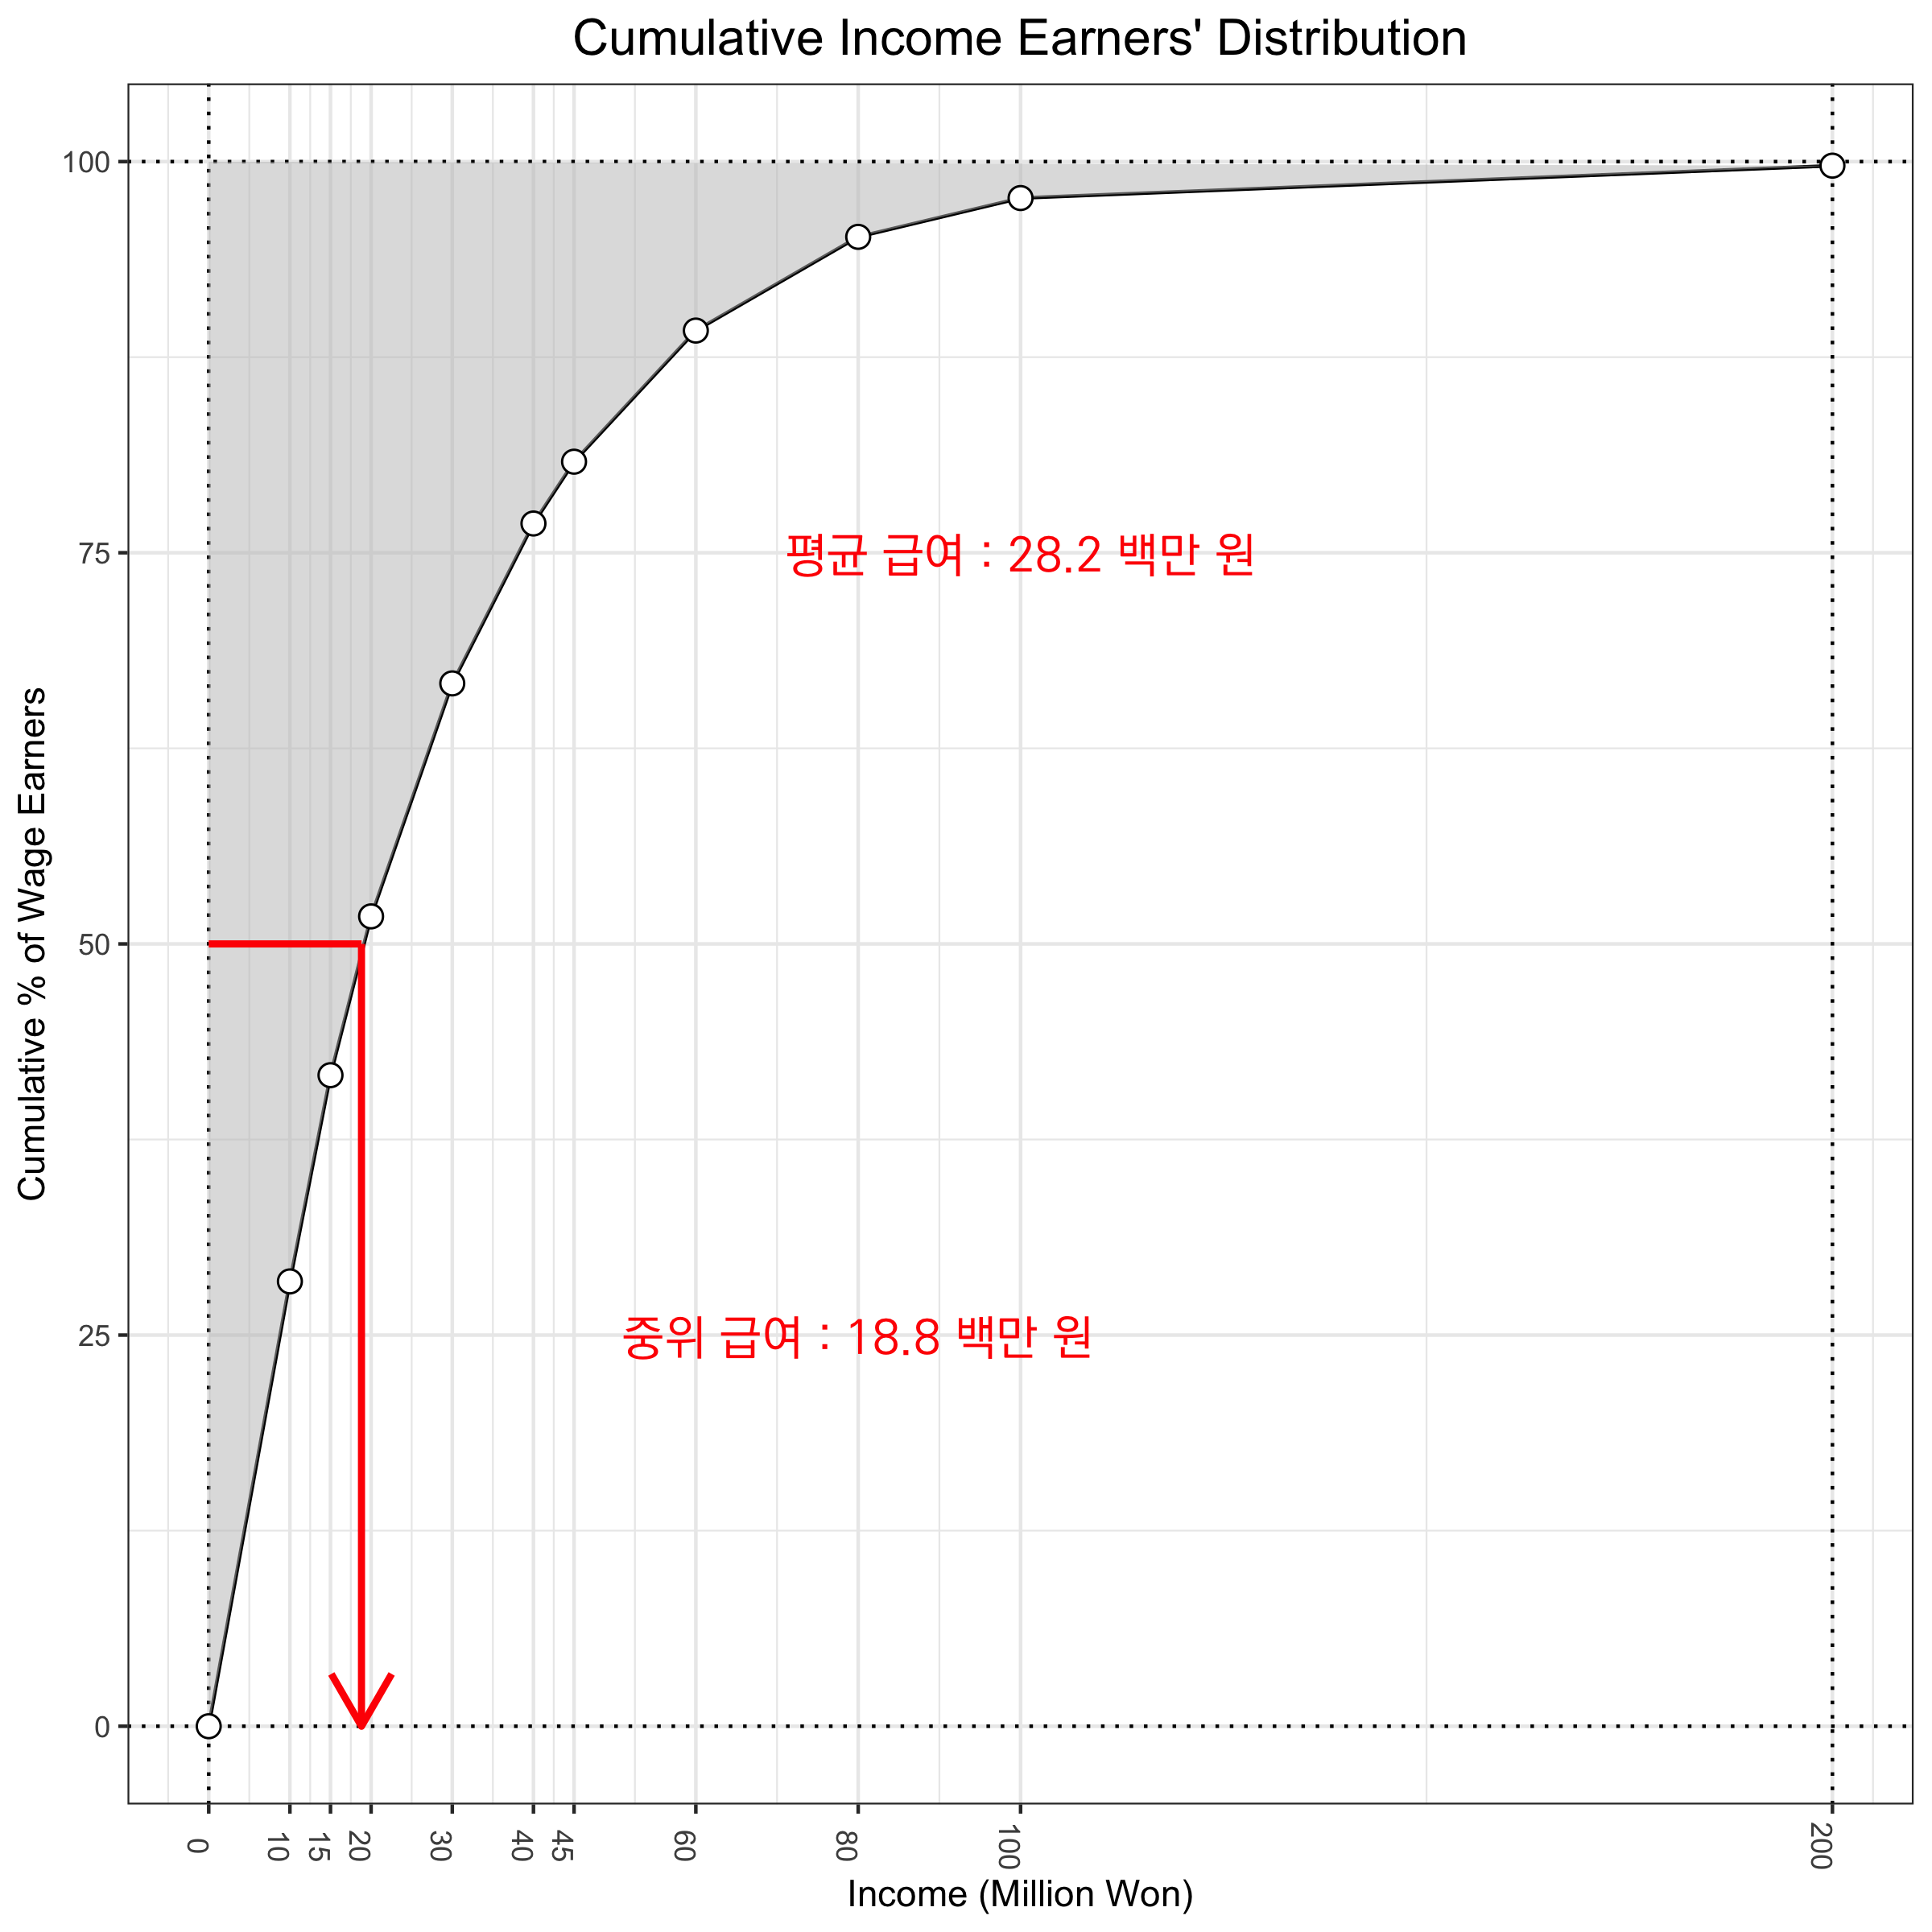 Cumulative Income Earners' Distribution
100
75
50
25
0
Cumulative % of Wage Earners
평균 급여 : 28.2 백만 원
중위 급여 : 18.8 백만 원
0 10 15 20 30 40 45 60 80 100 200
Income (Million Won)